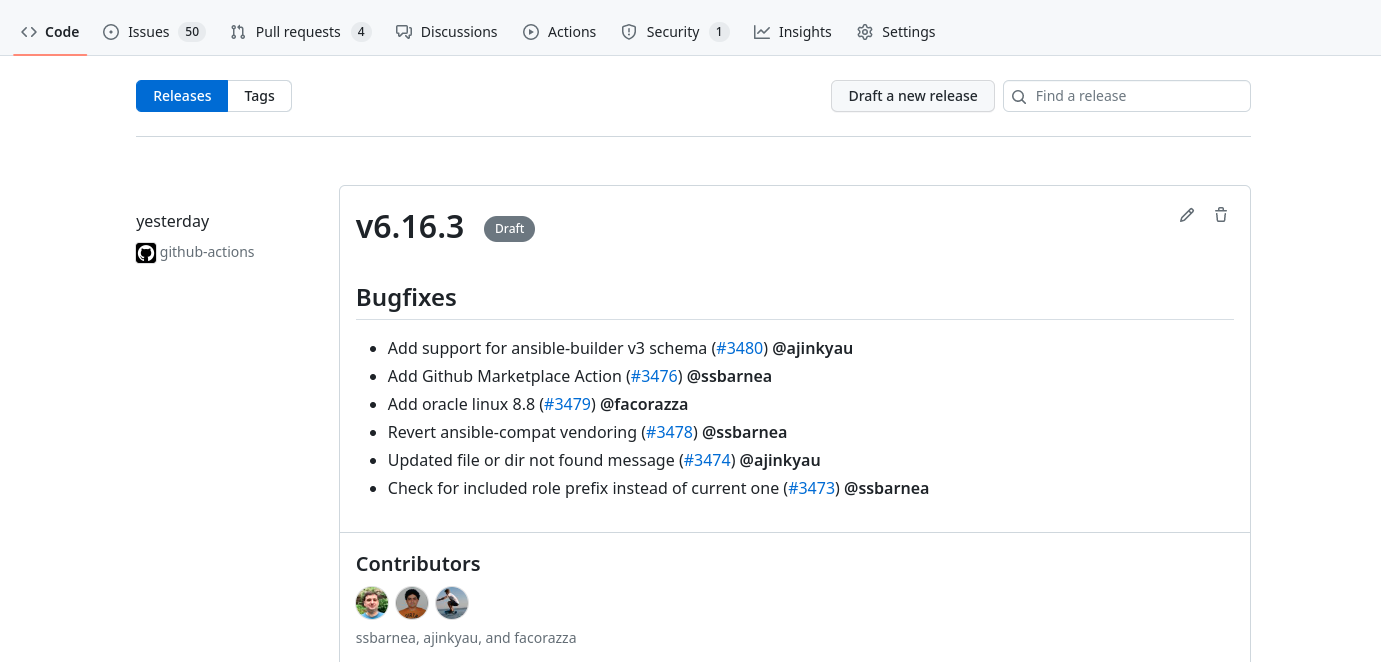 Code Issues 50 Pull requests 4 Discussions Actions Security 1 Insights Settings
Releases Tags Draft a new release Find a release
yesterday
github-actions
v6.16.3 Draft
Bugfixes
Add support for ansible-builder v3 schema (#3480) @ajinkyau
Add Github Marketplace Action (#3476) @ssbarnea
Add oracle linux 8.8 (#3479) @facorazza
Revert ansible-compat vendoring (#3478) @ssbarnea
Updated file or dir not found message (#3474) @ajinkyau
Check for included role prefix instead of current one (#3473) @ssbarnea
Contributors
ssbarnea, ajinkyau, and facorazza